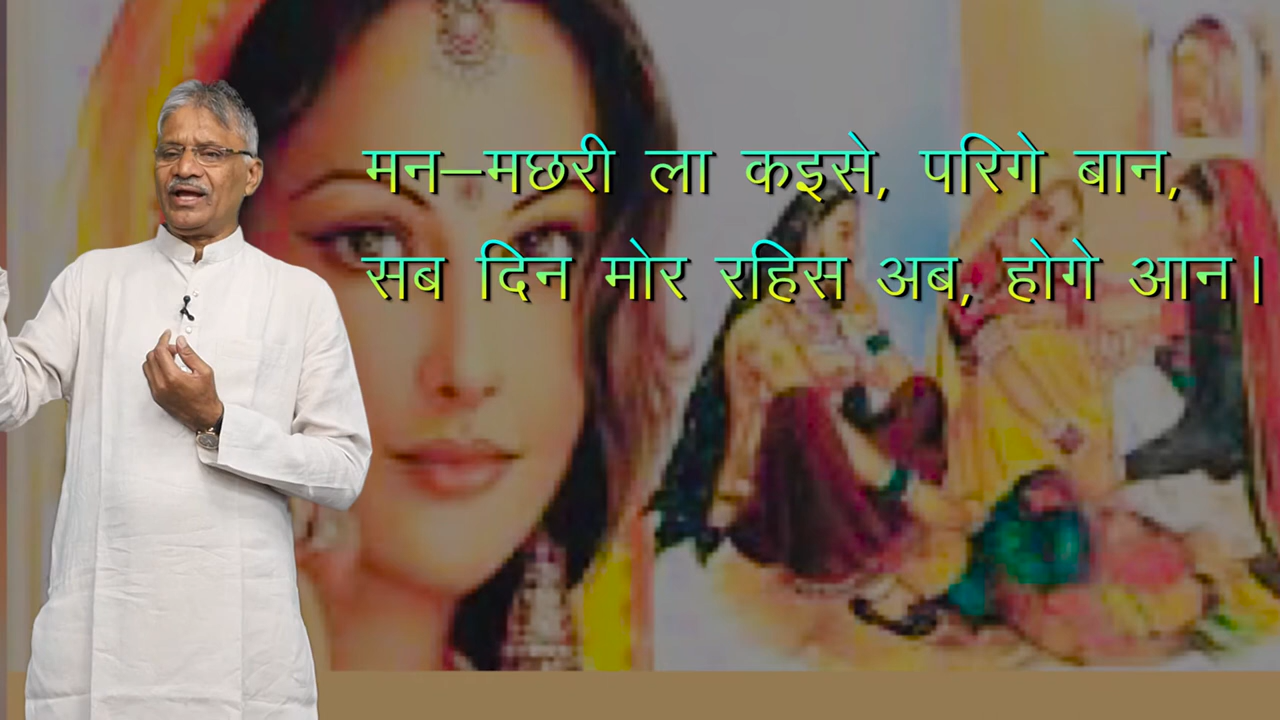 मन–मछरी ला कइसे, परिगे बान,
सब दिन मोर रहिस अब, होगे आन।